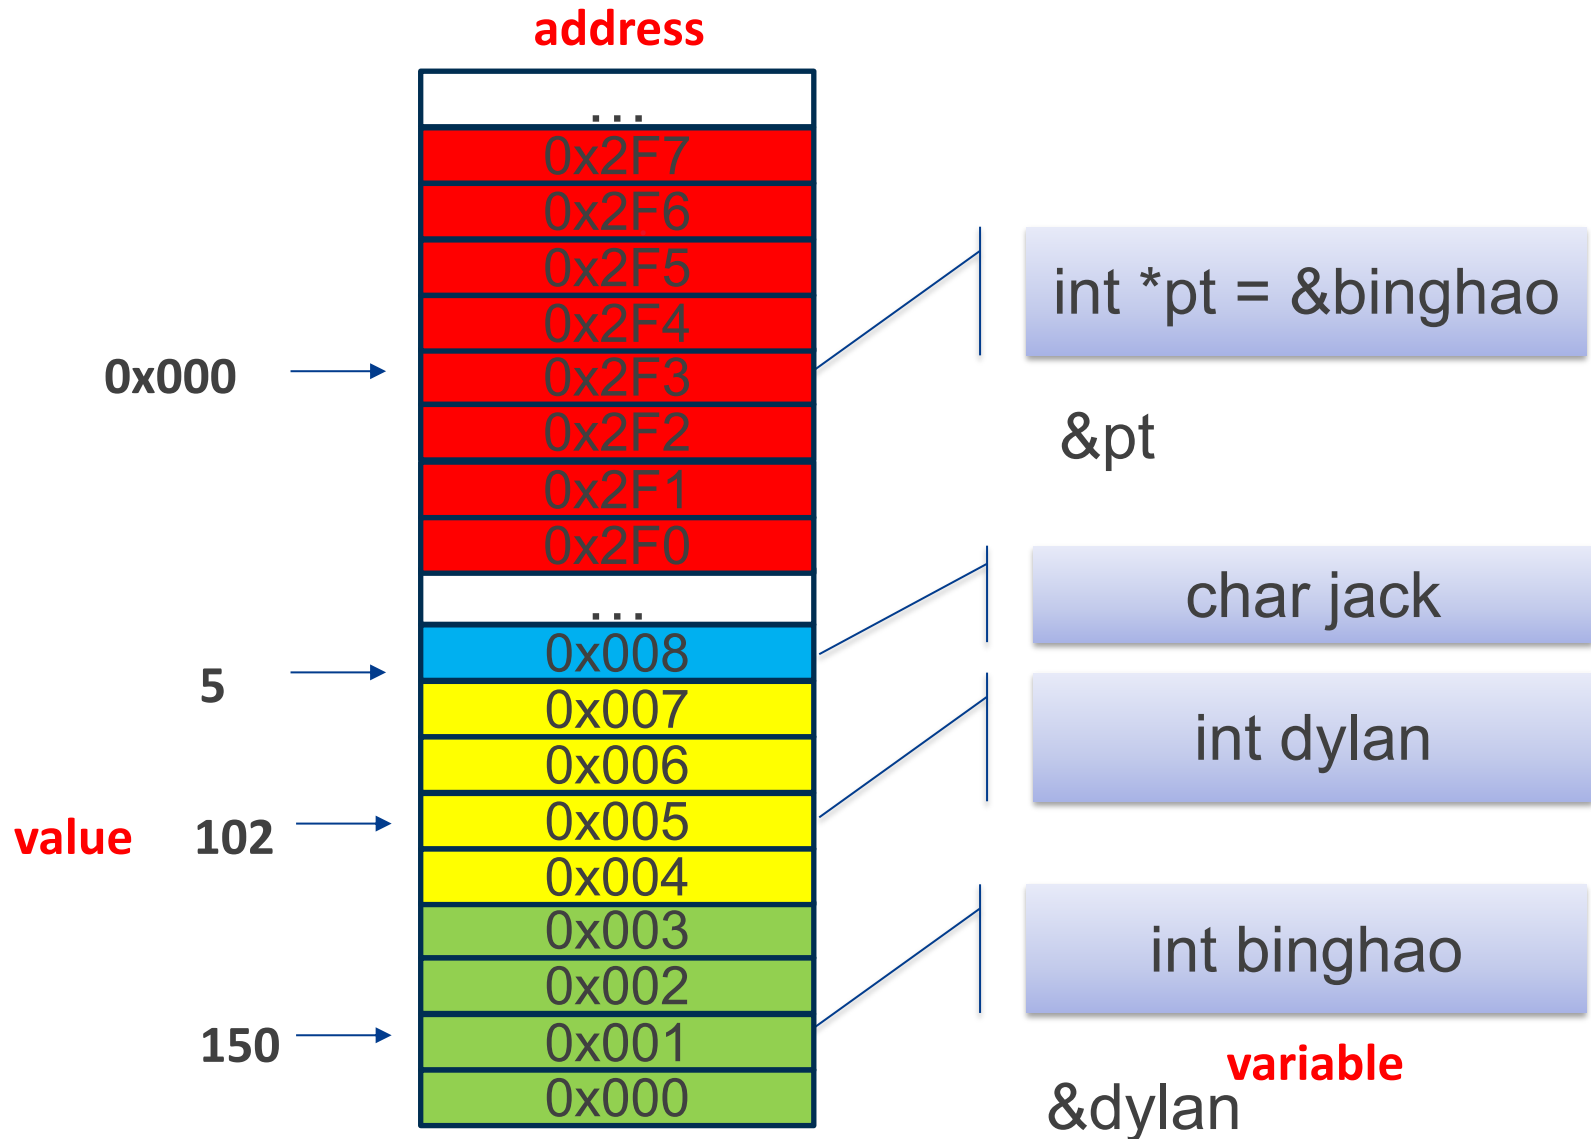 address
...
0x2F7
0x2F6
0x2F5
0x2F4
0x2F3
0x2F2
0x2F1
0x2F0
...
0x008
0x007
0x006
0x005
0x004
0x003
0x002
0x001
0x000
0x000
5
value 102
150
int *pt = &binghao
&pt
char jack
int dylan
int binghao
variable
&dylan